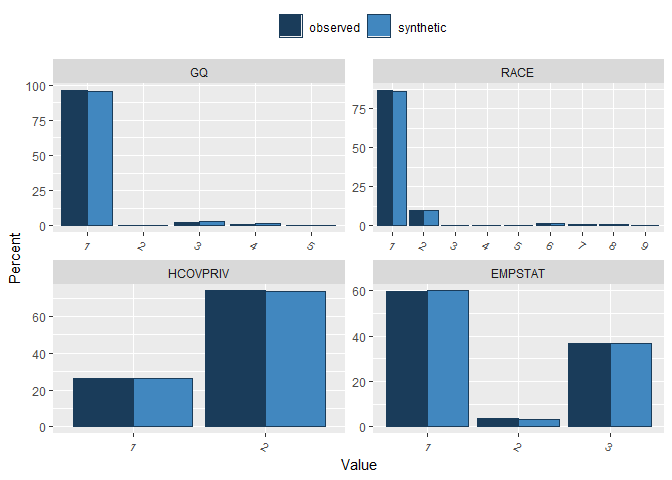 observed synthetic
GQ RACE
100
75
50
25
0
1 2 3 4 5
75
50
25
0
1 2 3 4 5 6 7 8 9
Percent
HCOVPRIV EMPSTAT
60
40
20
0
1 2
60
40
20
0
1 2 3
Value